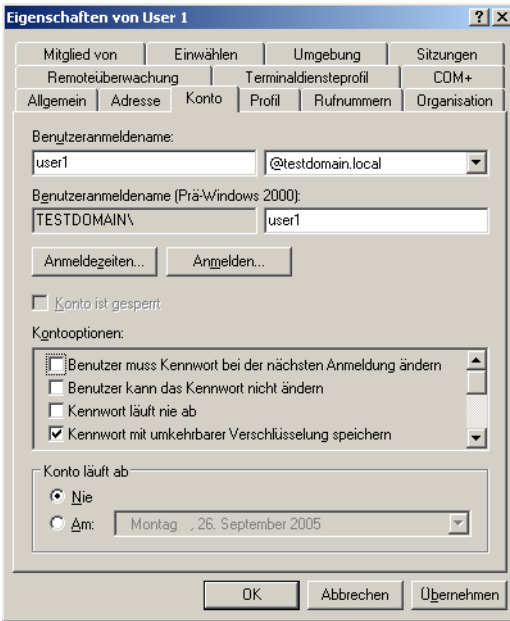 Eigenschaften von User 1
Mitglied von Einwählen Umgebung Sitzungen
Remoteüberwachung Terminaldiensteprofil COM+
Allgemein Adresse Konto Profil Rufnummern Organisation
Benutzeranmeldename:
user1 @testdomain.local
Benutzeranmeldename (Prä-Windows 2000):
TESTDOMAIN\ user1
Anmeldezeiten... Anmelden...
Konto ist gesperrt
Kontooptionen:
Benutzer muss Kennwort bei der nächsten Anmeldung ändern
Benutzer kann das Kennwort nicht ändern
Kennwort läuft nie ab
Kennwort mit umkehrbarer Verschlüsselung speichern
Konto läuft ab
Nie
Am: Montag , 26. September 2005
OK Abbrechen Übernehmen